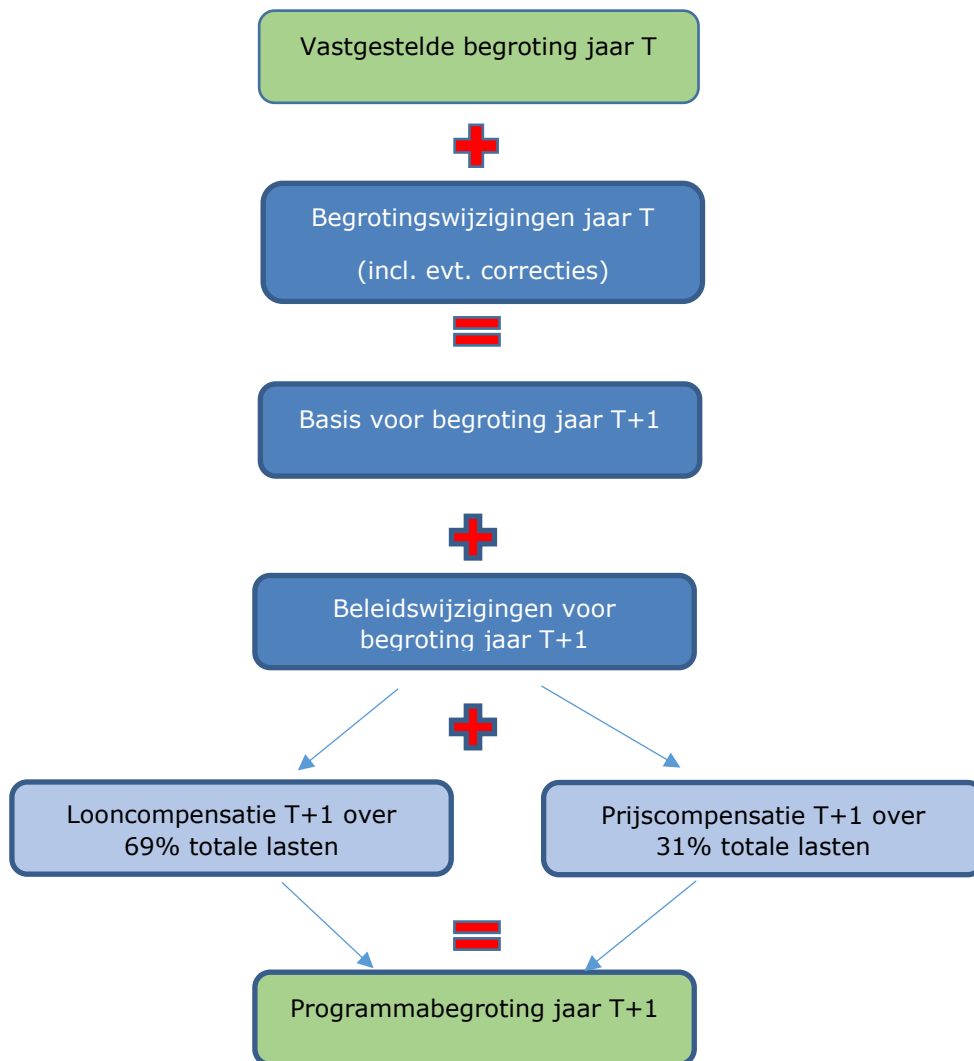 Vastgestelde begroting jaar T
Begrotingswijzigingen jaar T
(incl. evt. correcties)
Basis voor begroting jaar T+1
Beleidswijzigingen voor
begroting jaar T+1
Looncompensatie T+1 over
69% totale lasten
Prijscompensatie T+1 over
31% totale lasten
Programmabegroting jaar T+1